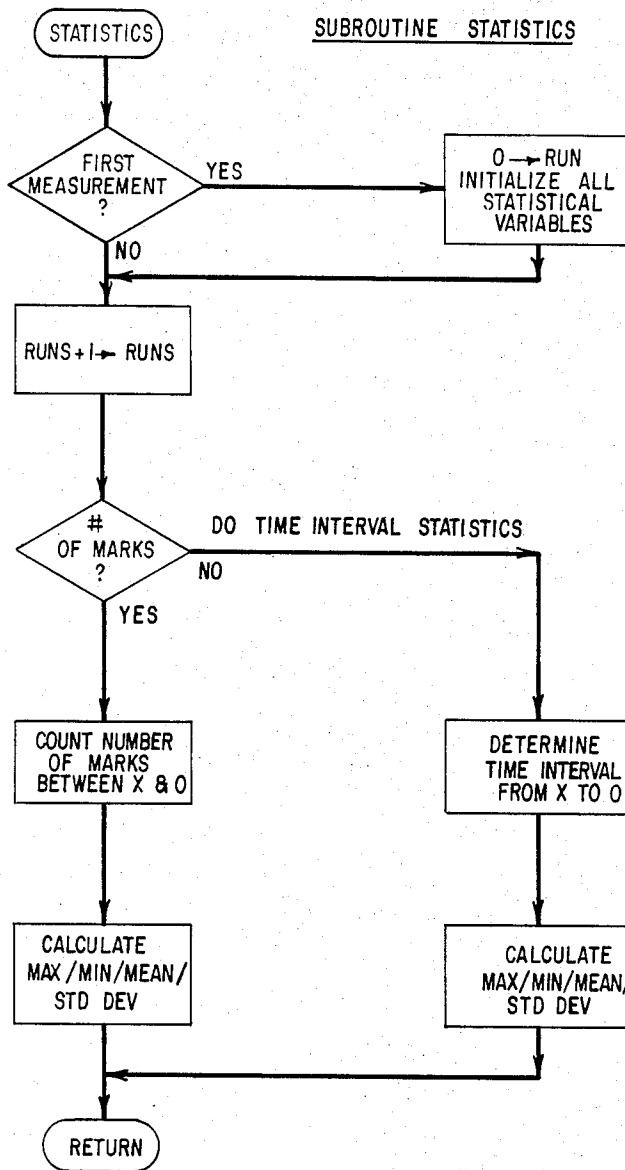 SUBROUTINE STATISTICS
STATISTICS
FIRST
MEASUREMENT
?
YES
NO
0→RUN
INITIALIZE ALL
STATISTICAL
VARIABLES
RUNS+1→ RUNS
#
OF MARKS
?
DO TIME INTERVAL STATISTICS
NO
YES
COUNT NUMBER
OF MARKS
BETWEEN X & O
DETERMINE
TIME INTERVAL
FROM X TO O
CALCULATE
MAX/MIN/MEAN/
STD DEV
CALCULATE
MAX/MIN/MEAN/
STD DEV
RETURN